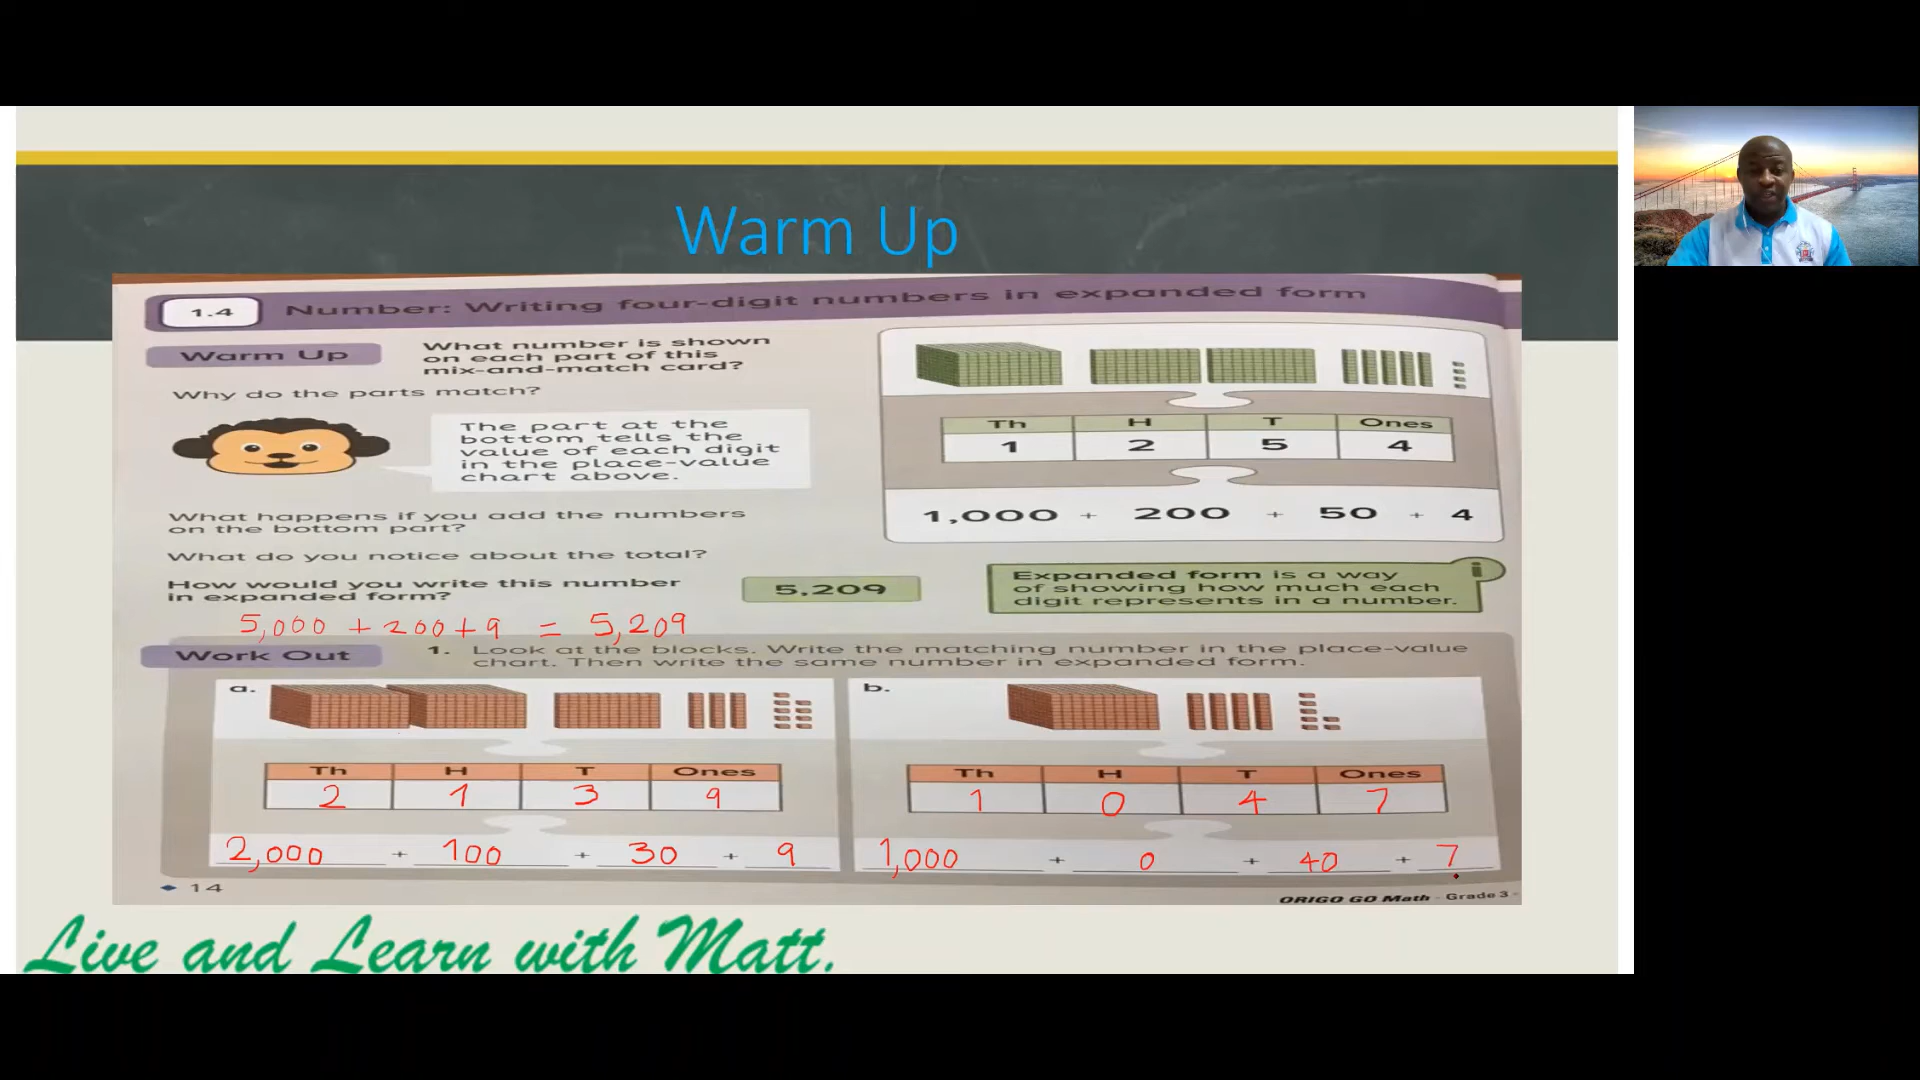 Warm Up
1.4 Number: Writing four-digit numbers in expanded form
Warm Up
What number is shown
on each part of this
mix-and-match card?
Why do the parts match?
The part at the
bottom tells the
value of each digit
in the place-value
chart above.
Th H T Ones
1 2 5 4
1,000 + 200 + 50 + 4
What happens if you add the numbers
on the bottom part?
What do you notice about the total?
How would you write this number
in expanded form?
5,209
Expanded form is a way
of showing how much each
digit represents in a number.
i
5,000 + 200 + 9 = 5,209
Work Out
1. Look at the blocks. Write the matching number in the place-value
chart. Then write the same number in expanded form.
a.
Th H T Ones
2 1 3 9
2,000 + 100 + 30 + 9
b.
Th H T Ones
1 0 4 7
1,000 + 0 + 40 + 7
14
ORIGO GO Math - Grade 3 -
Live and Learn with Matt.